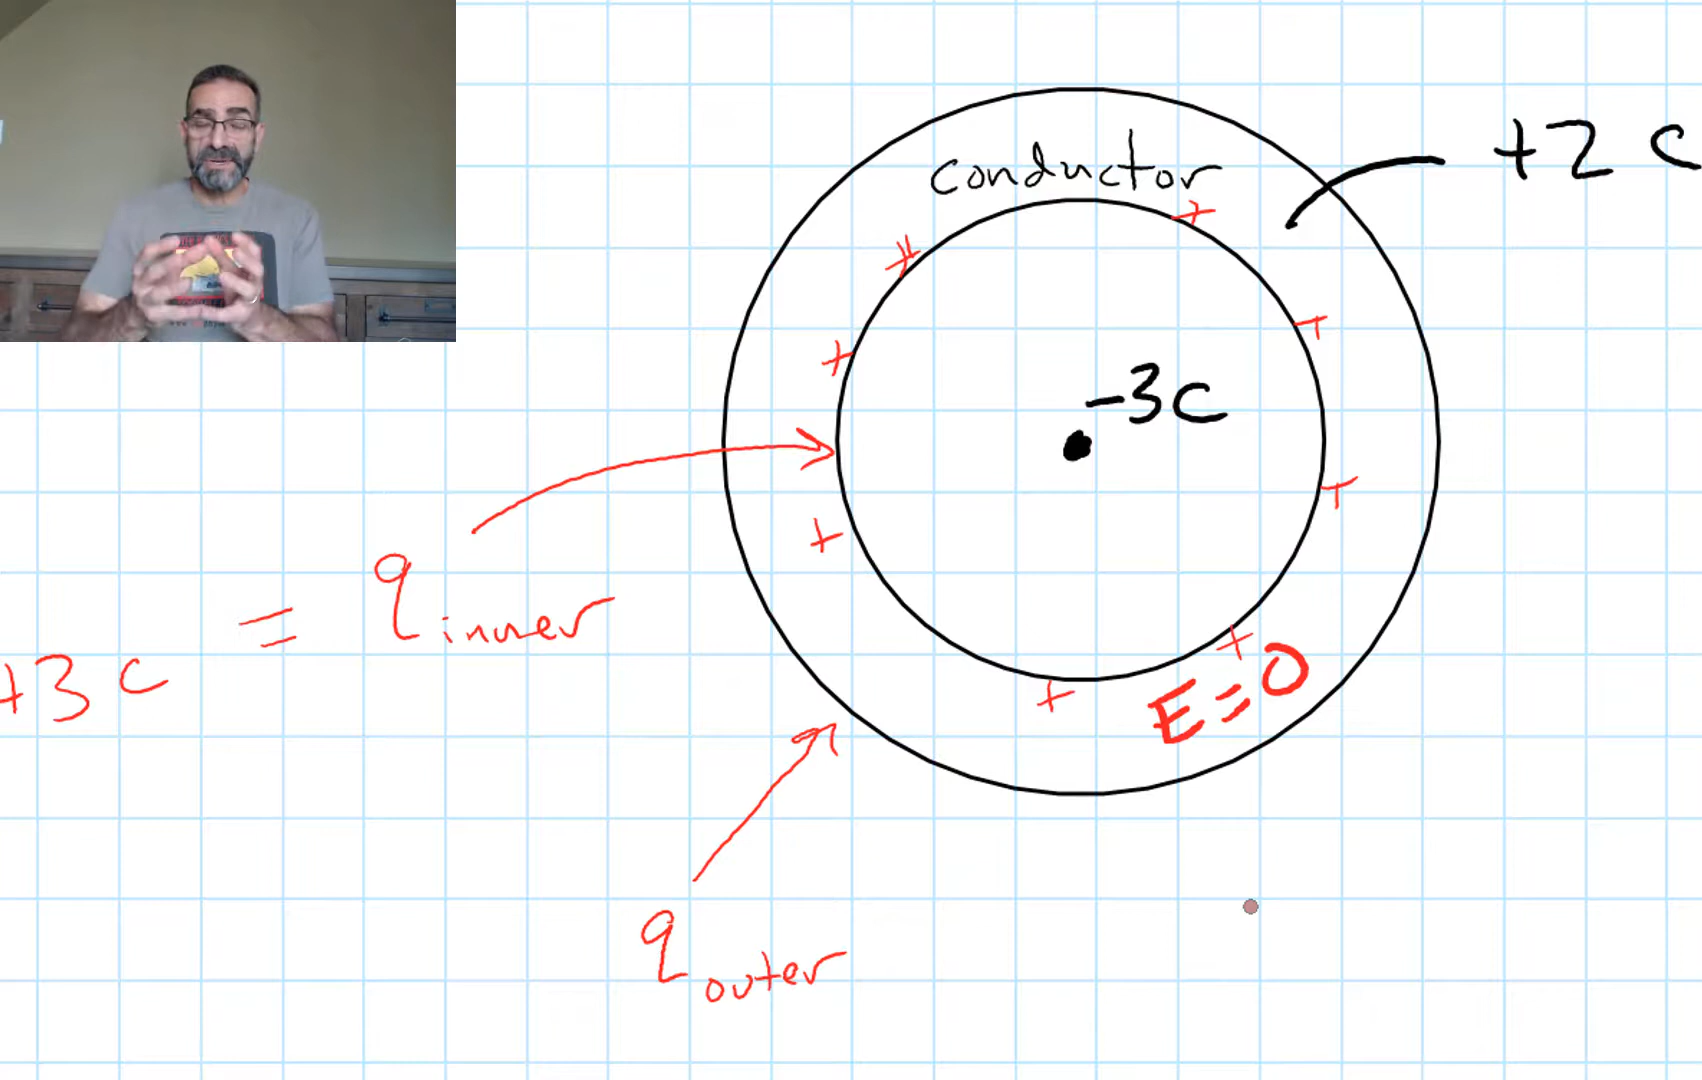 conductor
+2 C
-3C
+3 C = q inner
E=0
q outer